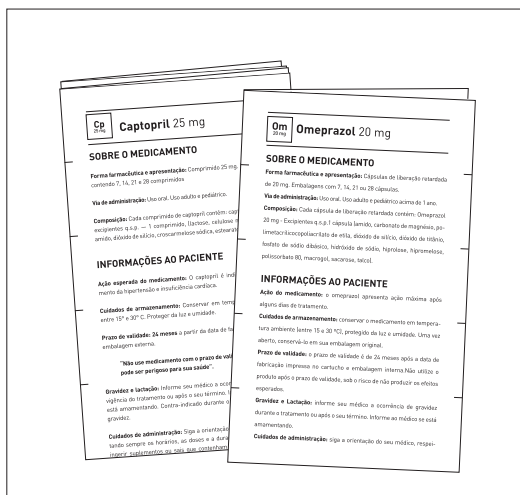 Cp
25 mg
Captopril 25 mg
SOBRE O MEDICAMENTO
Forma farmacêutica e apresentação: Comprimido 25 mg,
contendo 7, 14, 21 e 28 comprimidos
Via de administração: Uso oral. Uso adulto e pediátrico.
Composição: Cada comprimido de captopril contém: cap
excipientes q.s.p. — 1 comprimido, (lactose, celulose m
amido, dióxido de silício, croscarmelose sódica, estearat
INFORMAÇÕES AO PACIENTE
Ação esperada do medicamento: O captopril é indi
mento da hipertensão e insuficiência cardíaca.
Cuidados de armazenamento: Conservar em temp
entre 15° e 30° C. Proteger da luz e umidade.
Prazo de validade: 24 meses a partir da data de fa
embalagem externa.
"Não use medicamento com o prazo de vali
pode ser perigoso para sua saúde".
Gravidez e Lactação: Informe seu médico a ocor
vigência do tratamento ou após o seu término. I
está amamentando. Contra-indicado durante o
gravidez.
Cuidados de administração: Siga a orientação
tando sempre os horários, as doses e a dura
ingerir suplementos ou sais que contenham
Om
20 mg
Omeprazol 20 mg
SOBRE O MEDICAMENTO
Forma farmacêutica e apresentação: Cápsulas de liberação retardada
de 20 mg. Embalagens com 7, 14, 21 ou 28 cápsulas.
Via de administração: Uso oral. Uso adulto e pediátrico acima de 1 ano.
Composição: Cada cápsula de liberação retardada contém: Omeprazol
20 mg - Excipientes q.s.p.1 cápsula (amido, carbonato de magnésio, po-
limetacrilicocopoliacrilato de etila, dióxido de silício, dióxido de titânio,
fosfato de sódio dibásico, hidróxido de sódio, hiprolose, hipromelose,
polissorbato 80, macrogol, sacarose, talco).
INFORMAÇÕES AO PACIENTE
Ação do medicamento: o omeprazol apresenta ação máxima após
alguns dias de tratamento.
Cuidados de armazenamento: conservar o medicamento em tempera-
tura ambiente (entre 15 e 30 °C), protegido da luz e umidade. Uma vez
aberto, conservá-lo em sua embalagem original.
Prazo de validade: o prazo de validade é de 24 meses após a data de
fabricação impressa no cartucho e embalagem interna.Não utilize o
produto após o prazo de validade, sob o risco de não produzir os efeitos
esperados.
Gravidez e Lactação: informe seu médico a ocorrência de gravidez
durante o tratamento ou após o seu término. Informe ao médico se está
amamentando.
Cuidados de administração: siga a orientação do seu médico, respei-